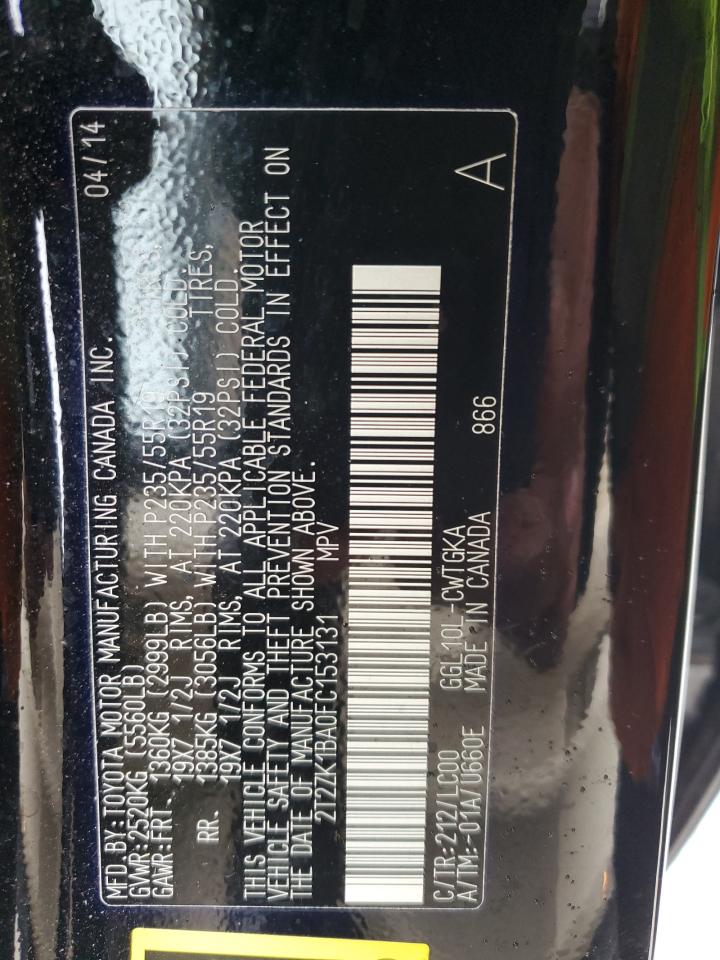 MFD. BY: TOYOTA MOTOR MANUFACTURING CANADA INC. 04/14
GVWR: 2520KG (5560LB)
GAWR: FRT. 1360KG (2999LB) WITH P235/55R19 TIRES,
19X7 1/2J RIMS, AT 220KPA (32PSI) COLD.
RR. 1385KG (3056LB) WITH P235/55R19 TIRES,
19X7 1/2J RIMS, AT 220KPA (32PSI) COLD.
THIS VEHICLE CONFORMS TO ALL APPLICABLE FEDERAL MOTOR
VEHICLE SAFETY AND THEFT PREVENTION STANDARDS IN EFFECT ON
THE DATE OF MANUFACTURE SHOWN ABOVE.
2T2ZK1BA0FC153131 MPV
C/TR:212/LC00 GGL10L-CWTGKA 866 A
A/TM:-01A/U660E MADE IN CANADA